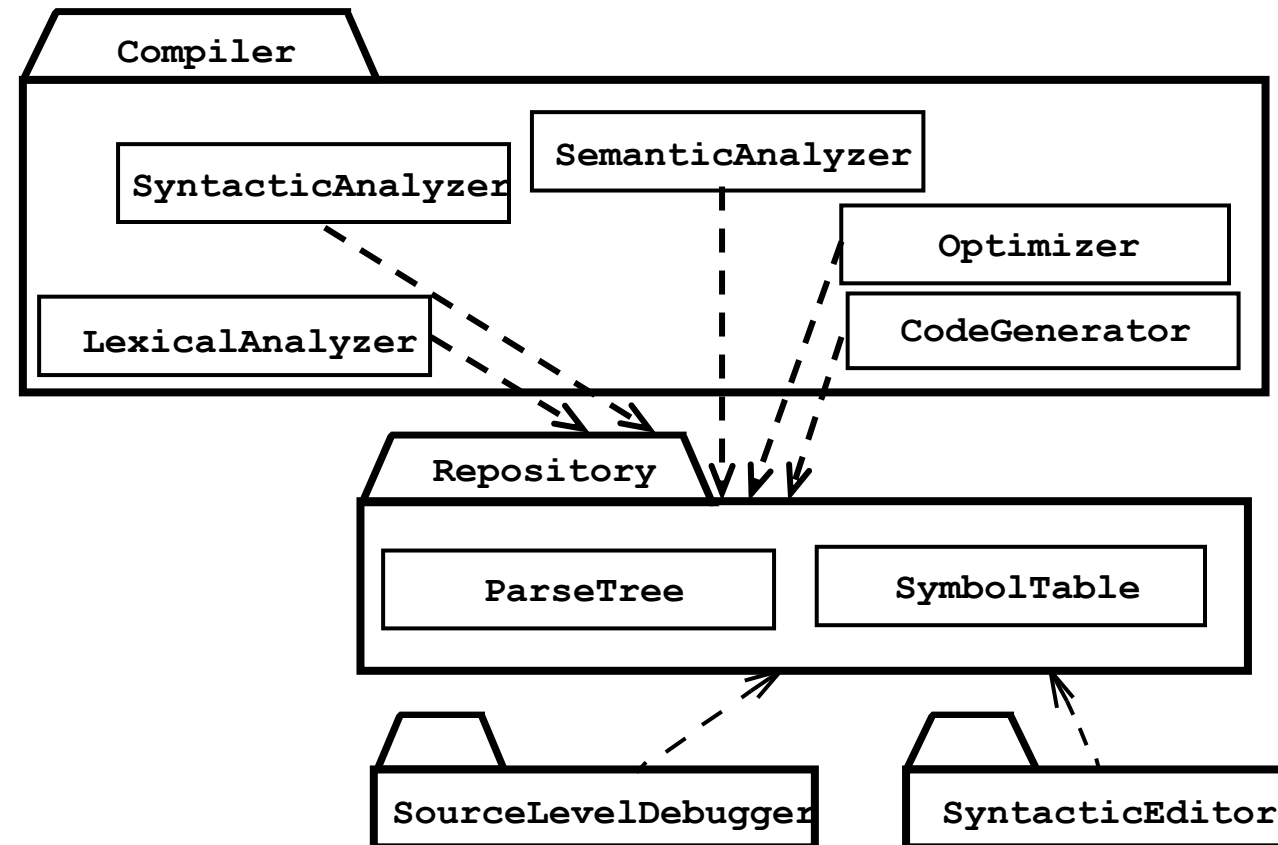 Compiler
SemanticAnalyzer
SyntacticAnalyzer
Optimizer
CodeGenerator
LexicalAnalyzer
Repository
ParseTree
SymbolTable
SourceLevelDebugger
SyntacticEditor